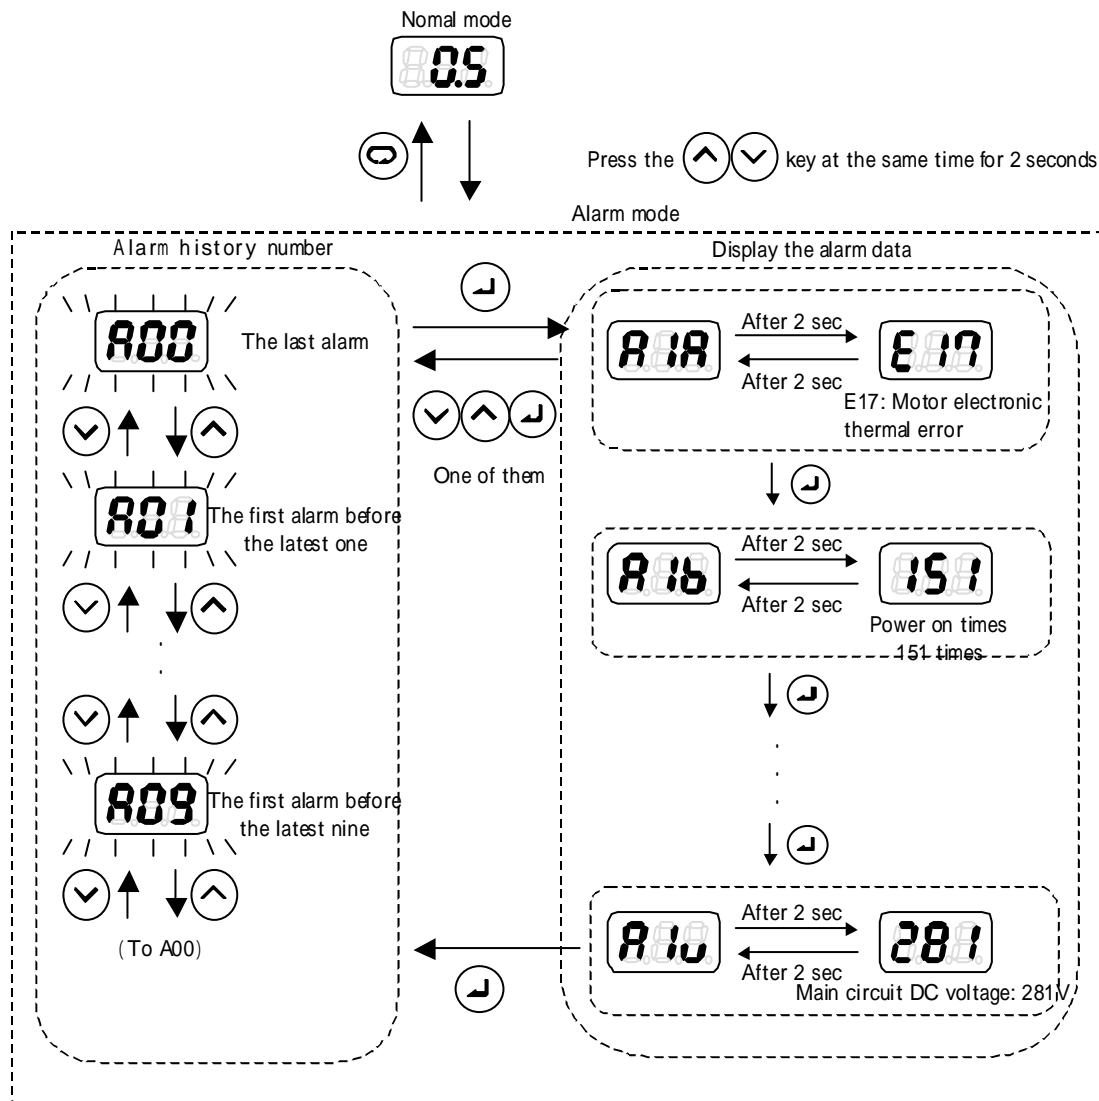 Nomal mode
0.5
Press the key at the same time for 2 seconds
Alarm mode
Alarm history number
Display the alarm data
A00
The last alarm
A1A
After 2 sec
After 2 sec
E17
E17: Motor electronic
thermal error
One of them
A01
The first alarm before
the latest one
A1b
After 2 sec
After 2 sec
151
Power on times
151 times
A09
The first alarm before
the latest nine
(To A00)
A1u
After 2 sec
After 2 sec
281
Main circuit DC voltage: 281V